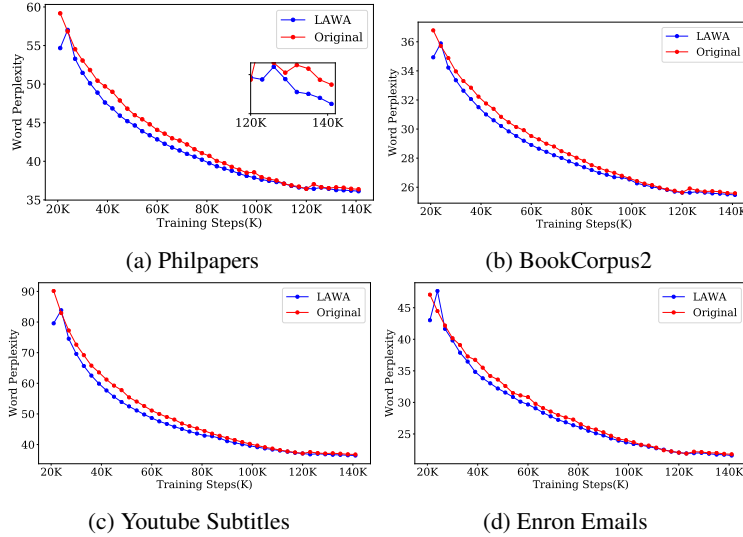 60
55
50
45
40
35
Word Perplexity
LAWA
Original
120K
140K
20K 40K 60K 80K 100K 120K 140K
Training Steps(K)
(a) Philpapers
36
34
32
30
28
26
Word Perplexity
LAWA
Original
20K 40K 60K 80K 100K 120K 140K
Training Steps(K)
(b) BookCorpus2
90
80
70
60
50
40
Word Perplexity
LAWA
Original
20K 40K 60K 80K 100K 120K 140K
Training Steps(K)
(c) Youtube Subtitles
45
40
35
30
25
Word Perplexity
LAWA
Original
20K 40K 60K 80K 100K 120K 140K
Training Steps(K)
(d) Enron Emails